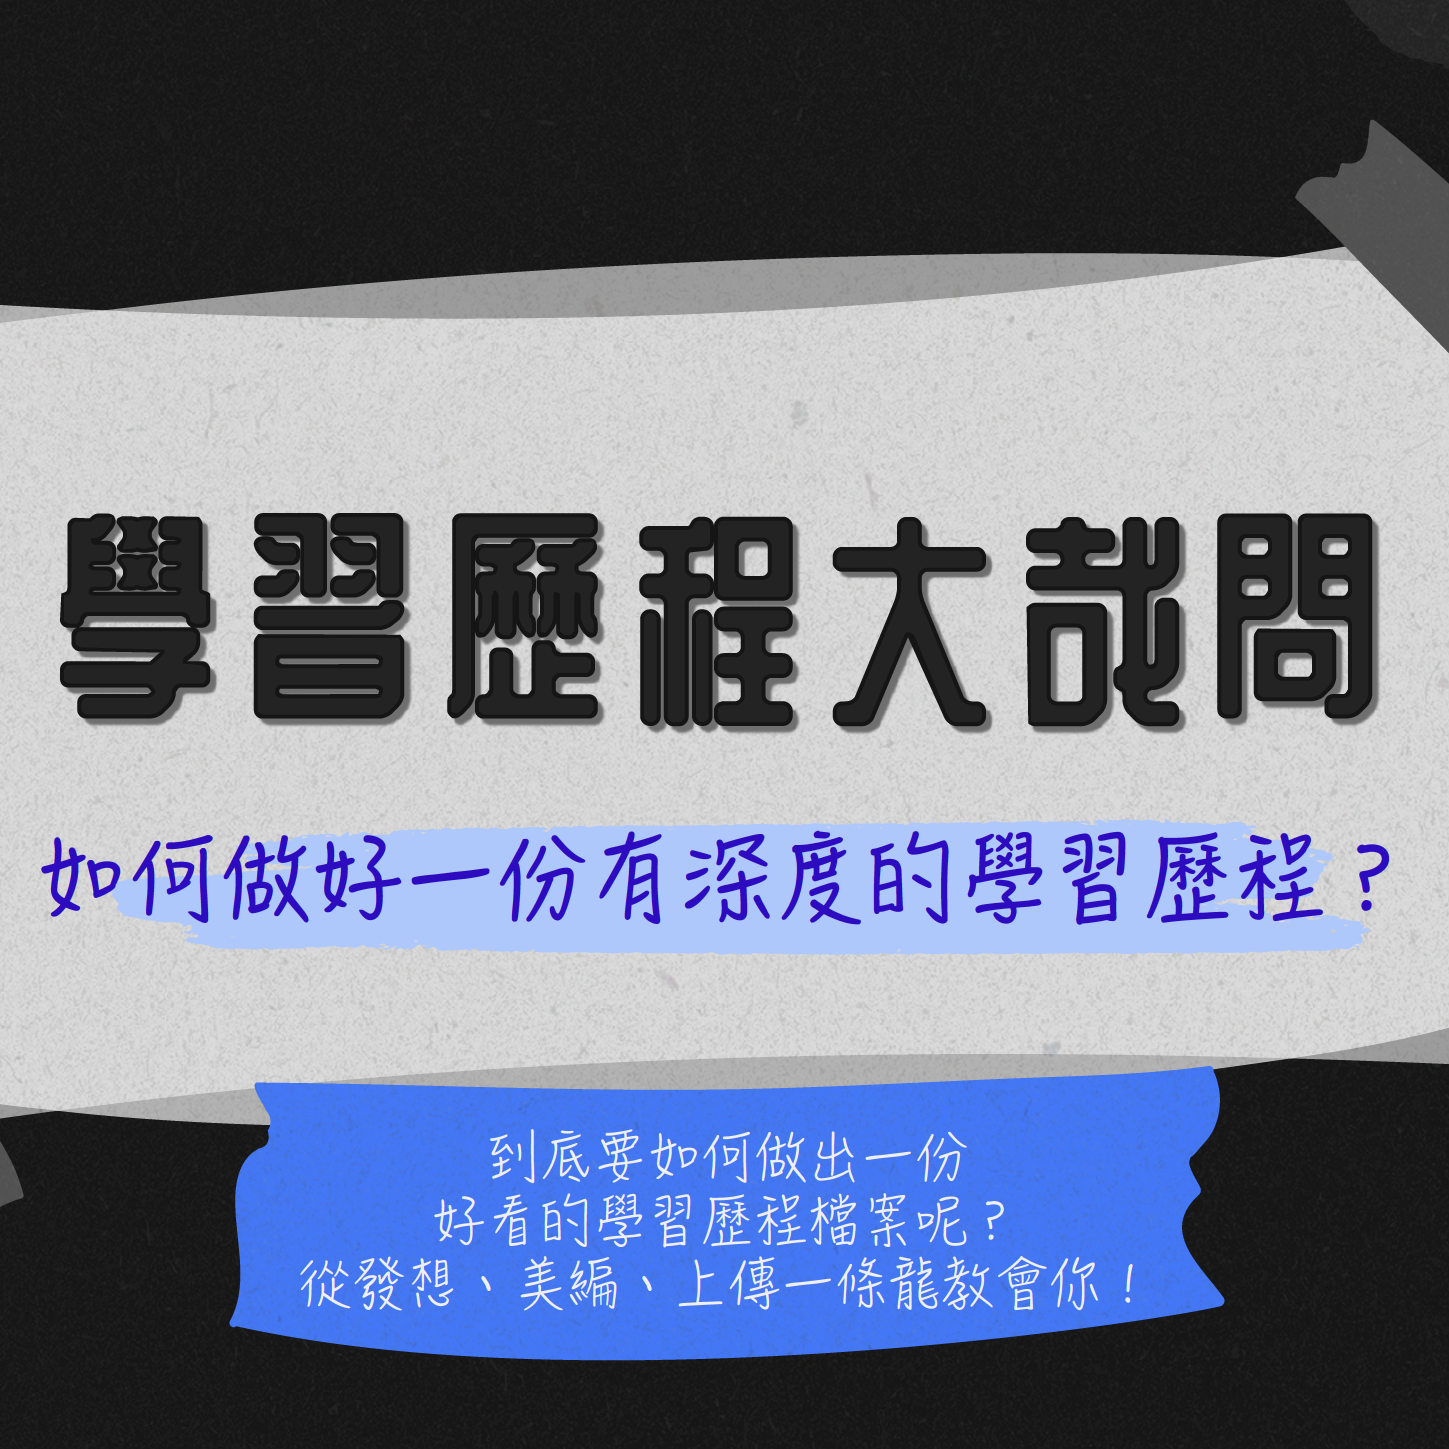 學習歷程大哉問
如何做好一份有深度的學習歷程？
到底要如何做出一份
好看的學習歷程檔案呢？
從發想、美編、上傳一條龍教會你！